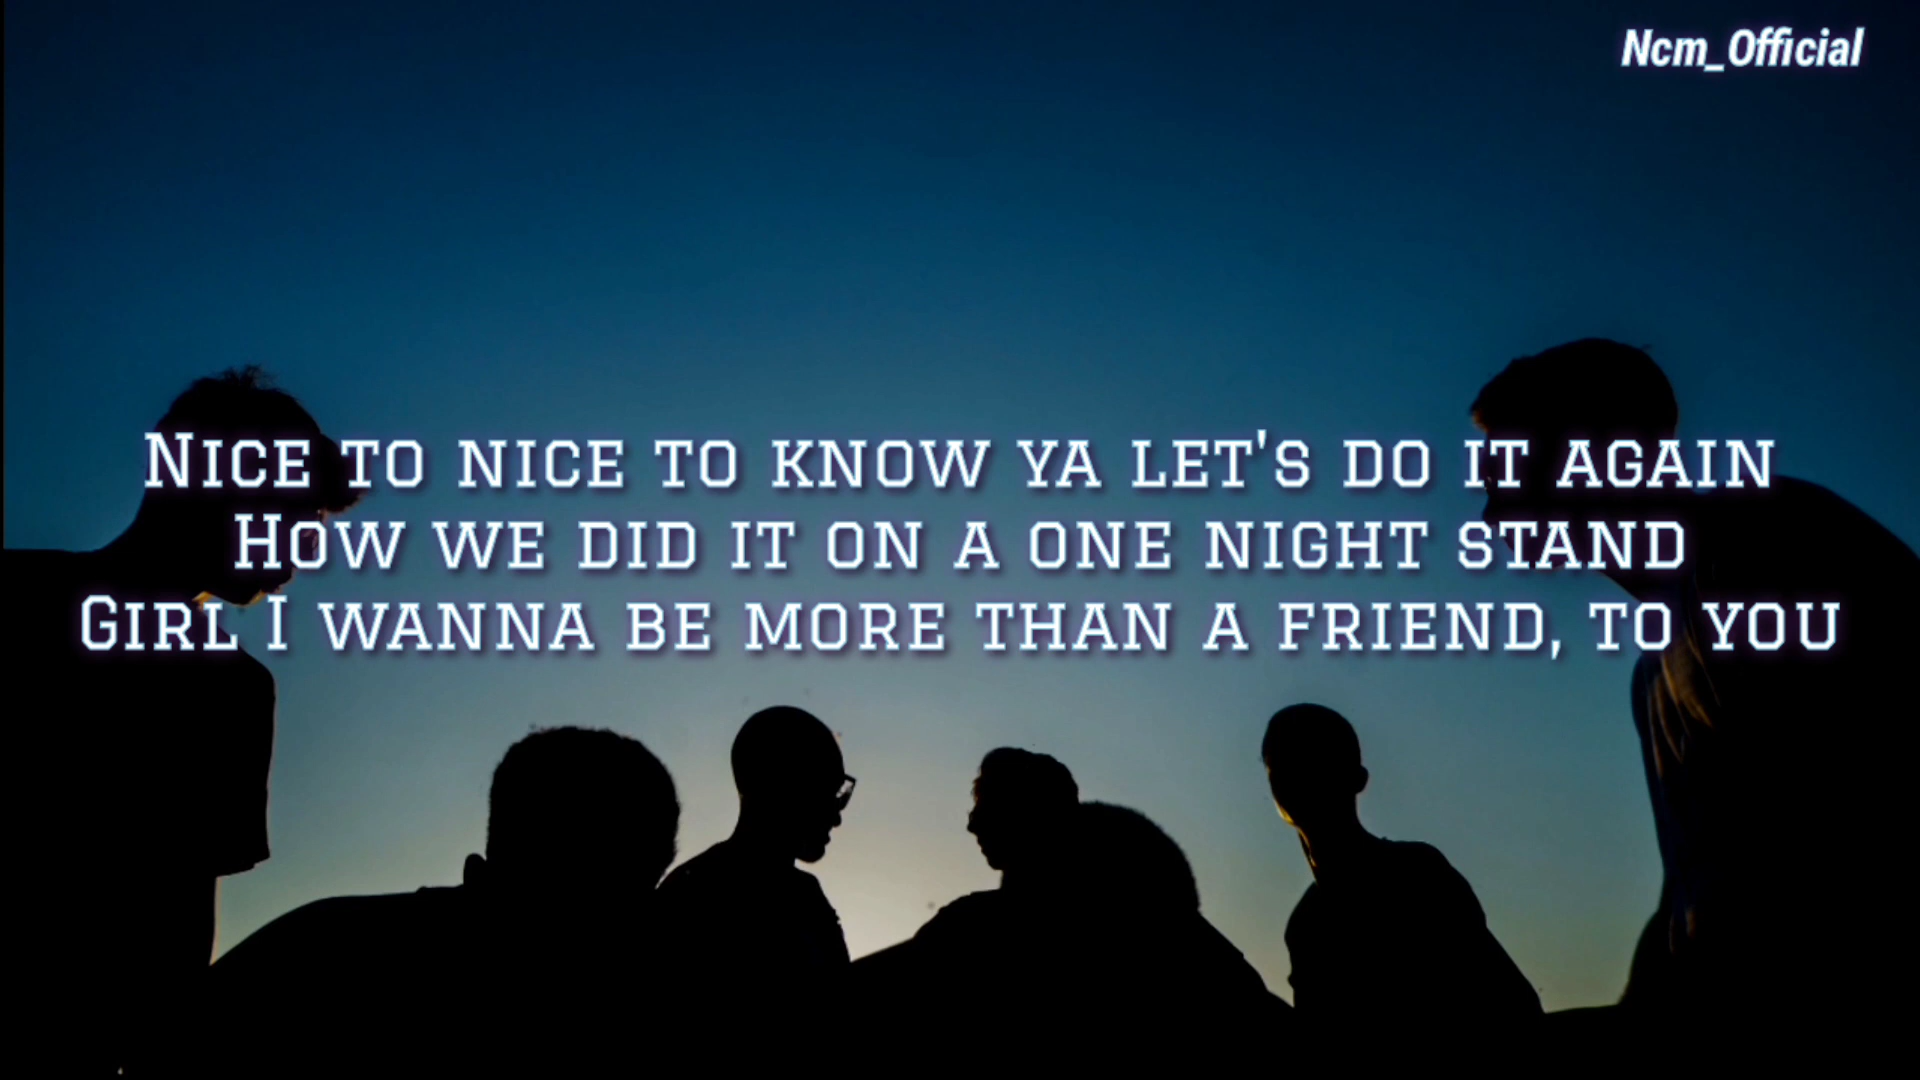 Ncm_Official
Nice to nice to know ya let's do it again
How we did it on a one night stand
Girl I wanna be more than a friend, to you